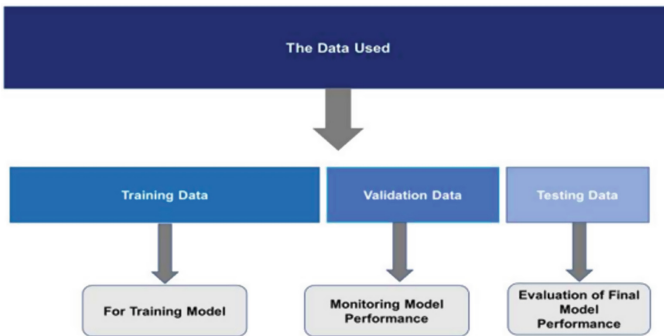 The Data Used
Training Data
Validation Data
Testing Data
For Training Model
Monitoring Model
Performance
Evaluation of Final
Model
Performance